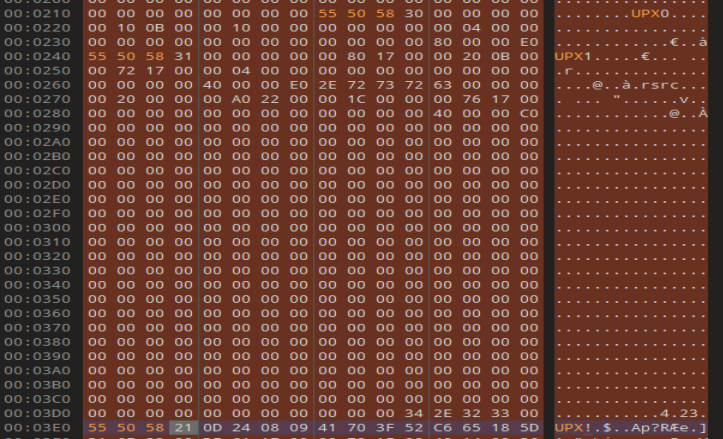 00:0210 00 00 00 00 00 00 00 00 55 50 58 30 00 00 00 00 ........UPX0....
00:0220 00 10 0B 00 00 10 00 00 00 00 00 00 00 04 00 00 ................
00:0230 00 00 00 00 00 00 00 00 00 00 00 00 80 00 00 E0 ............€..à
00:0240 55 50 58 31 00 00 00 00 00 80 17 00 00 20 0B 00 UPX1.....€... ..
00:0250 00 72 17 00 00 04 00 00 00 00 00 00 00 00 00 00 .r..............
00:0260 00 00 00 00 40 00 00 E0 2E 72 73 72 63 00 00 00 ....@..à.rsrc...
00:0270 00 20 00 00 00 A0 22 00 00 1C 00 00 00 76 17 00 . ... "......v..
00:0280 00 00 00 00 00 00 00 00 00 00 00 00 40 00 00 C0 ............@..À
00:0290 00 00 00 00 00 00 00 00 00 00 00 00 00 00 00 00 ................
00:02A0 00 00 00 00 00 00 00 00 00 00 00 00 00 00 00 00 ................
00:02B0 00 00 00 00 00 00 00 00 00 00 00 00 00 00 00 00 ................
00:02C0 00 00 00 00 00 00 00 00 00 00 00 00 00 00 00 00 ................
00:02D0 00 00 00 00 00 00 00 00 00 00 00 00 00 00 00 00 ................
00:02E0 00 00 00 00 00 00 00 00 00 00 00 00 00 00 00 00 ................
00:02F0 00 00 00 00 00 00 00 00 00 00 00 00 00 00 00 00 ................
00:0300 00 00 00 00 00 00 00 00 00 00 00 00 00 00 00 00 ................
00:0310 00 00 00 00 00 00 00 00 00 00 00 00 00 00 00 00 ................
00:0320 00 00 00 00 00 00 00 00 00 00 00 00 00 00 00 00 ................
00:0330 00 00 00 00 00 00 00 00 00 00 00 00 00 00 00 00 ................
00:0340 00 00 00 00 00 00 00 00 00 00 00 00 00 00 00 00 ................
00:0350 00 00 00 00 00 00 00 00 00 00 00 00 00 00 00 00 ................
00:0360 00 00 00 00 00 00 00 00 00 00 00 00 00 00 00 00 ................
00:0370 00 00 00 00 00 00 00 00 00 00 00 00 00 00 00 00 ................
00:0380 00 00 00 00 00 00 00 00 00 00 00 00 00 00 00 00 ................
00:0390 00 00 00 00 00 00 00 00 00 00 00 00 00 00 00 00 ................
00:03A0 00 00 00 00 00 00 00 00 00 00 00 00 00 00 00 00 ................
00:03B0 00 00 00 00 00 00 00 00 00 00 00 00 00 00 00 00 ................
00:03C0 00 00 00 00 00 00 00 00 00 00 00 00 00 00 00 00 ................
00:03D0 00 00 00 00 00 00 00 00 00 00 00 34 2E 32 33 00 ...........4.23.
00:03E0 55 50 58 21 0D 24 08 09 41 70 3F 52 C6 65 18 5D UPX!.$..Ap?RÆe.]